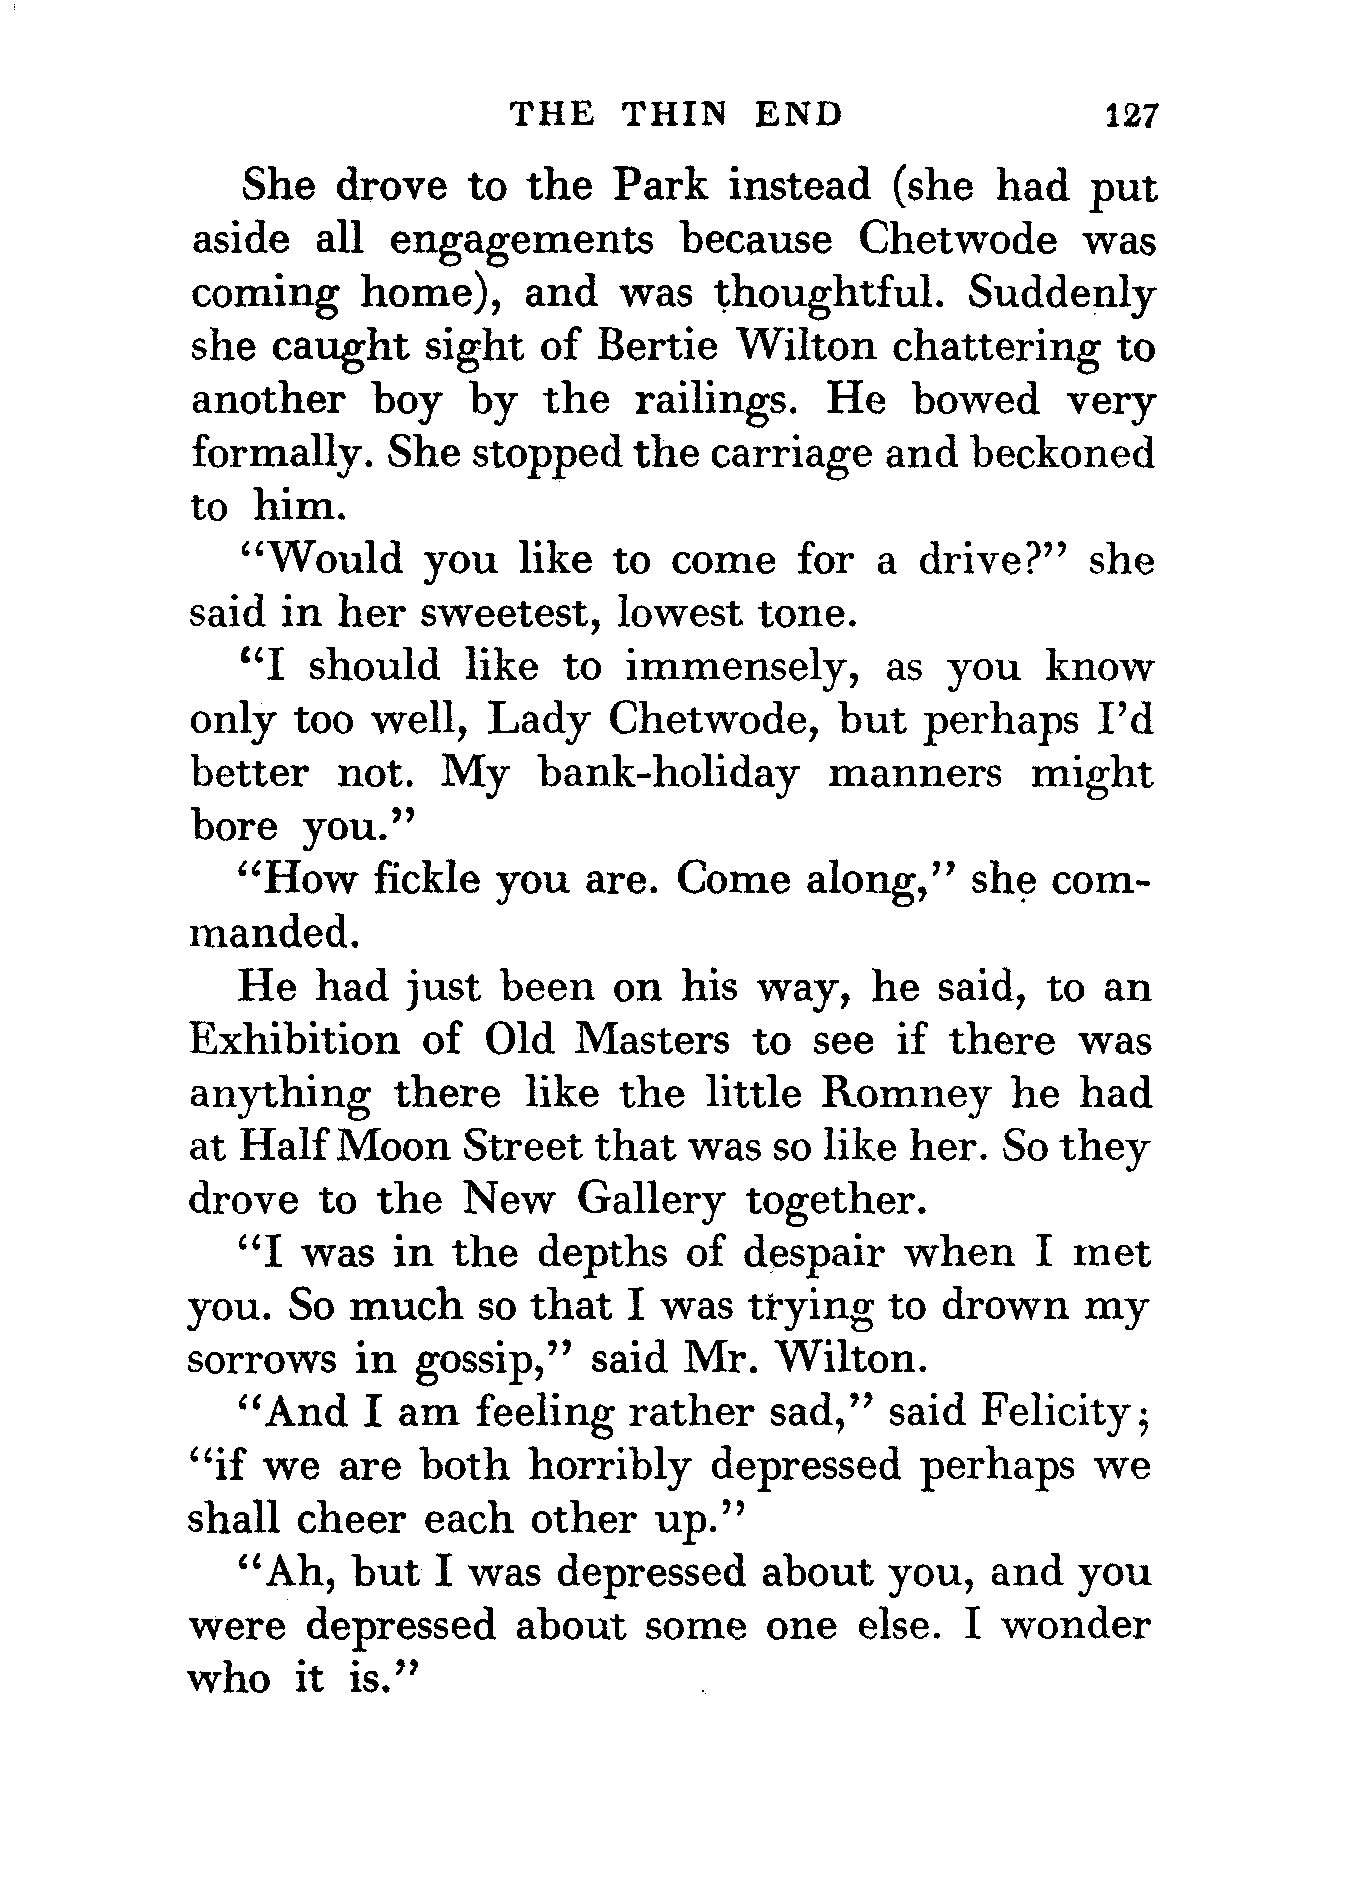 THE THIN END 127
She drove to the Park instead (she had put
aside all engagements because Chetwode was
coming home), and was thoughtful. Suddenly
she caught sight of Bertie Wilton chattering to
another boy by the railings. He bowed very
formally. She stopped the carriage and beckoned
to him.
“Would you like to come for a drive?” she
said in her sweetest, lowest tone.
“I should like to immensely, as you know
only too well, Lady Chetwode, but perhaps I’d
better not. My bank-holiday manners might
bore you.”
“How fickle you are. Come along,” she com-
manded.
He had just been on his way, he said, to an
Exhibition of Old Masters to see if there was
anything there like the little Romney he had
at Half Moon Street that was so like her. So they
drove to the New Gallery together.
“I was in the depths of despair when I met
you. So much so that I was trying to drown my
sorrows in gossip,” said Mr. Wilton.
“And I am feeling rather sad,” said Felicity;
“if we are both horribly depressed perhaps we
shall cheer each other up.”
“Ah, but I was depressed about you, and you
were depressed about some one else. I wonder
who it is.”